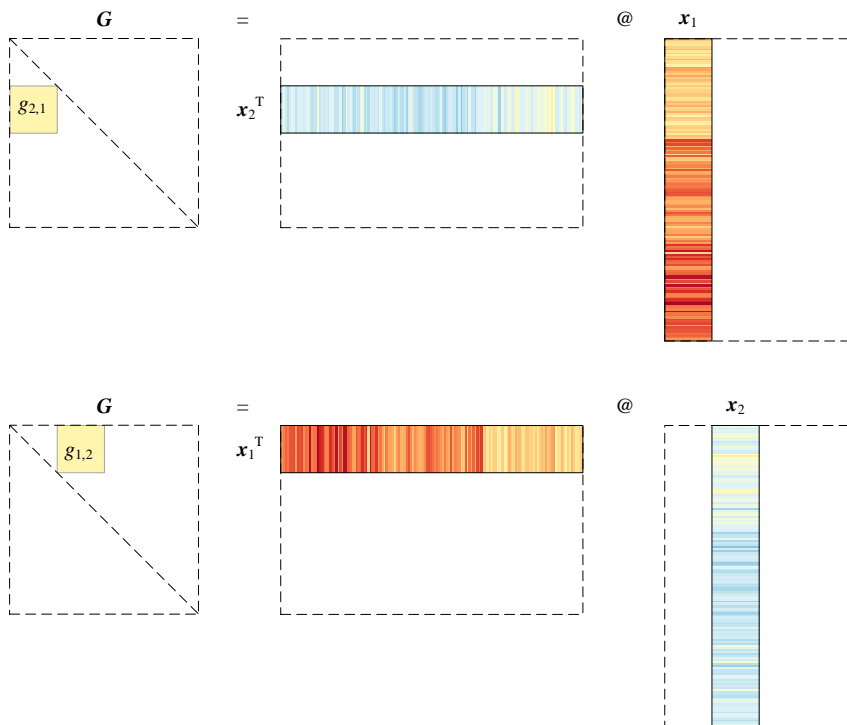 G = @ x₁
g₂,₁ x₂ᵀ
G = @ x₂
g₁,₂ x₁ᵀ